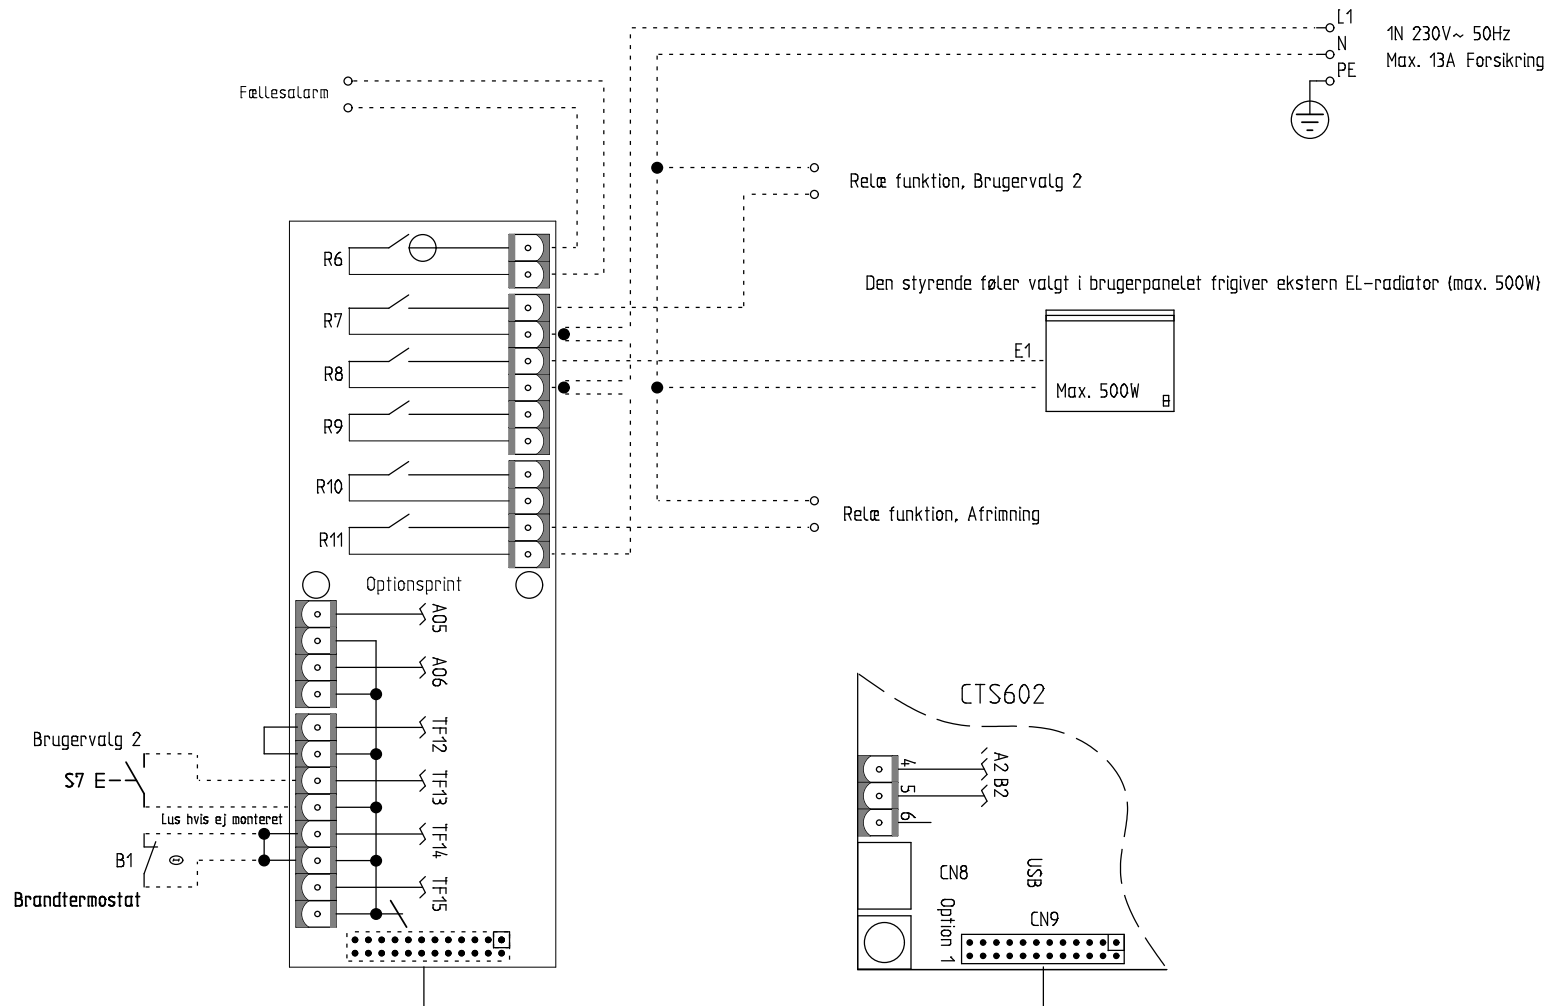 L1
N
PE
1N 230V~ 50Hz
Max. 13A Forsikring
Fællesalarm
Relæ funktion, Brugervalg 2
R6
R7
R8
R9
R10
R11
Den styrende føler valgt i brugerpanelet frigiver ekstern EL-radiator (max. 500W)
E1
Max. 500W
Relæ funktion, Afrimning
Optionsprint
A05
A06
TF12
TF13
TF14
TF15
Brugervalg 2
S7 E
Lus hvis ej monteret
B1
Brandtermostat
CTS602
4
5
6
A2 B2
CN8
USB
Option 1
CN9